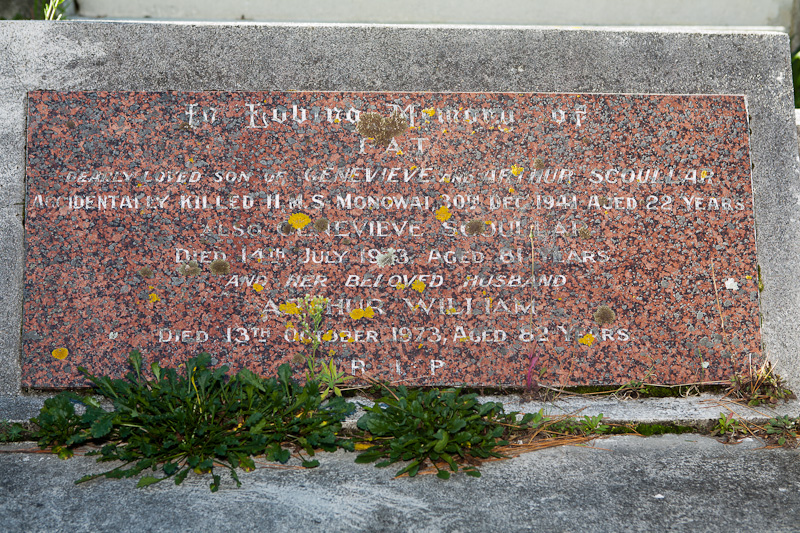 In Loving Memory of
PAT
DEARLY LOVED SON OF GENEVIEVE AND ARTHUR SCOULLAR
ACCIDENTALLY KILLED H.M.S MONOWAI 30TH DEC. 1941 AGED 22 YEARS
ALSO GENEVIEVE SCOULLAR
DIED 14TH JULY 1973, AGED 81 YEARS
AND HER BELOVED HUSBAND
ARTHUR WILLIAM
DIED 13TH OCTOBER 1973, AGED 82 YEARS
R. I. P.